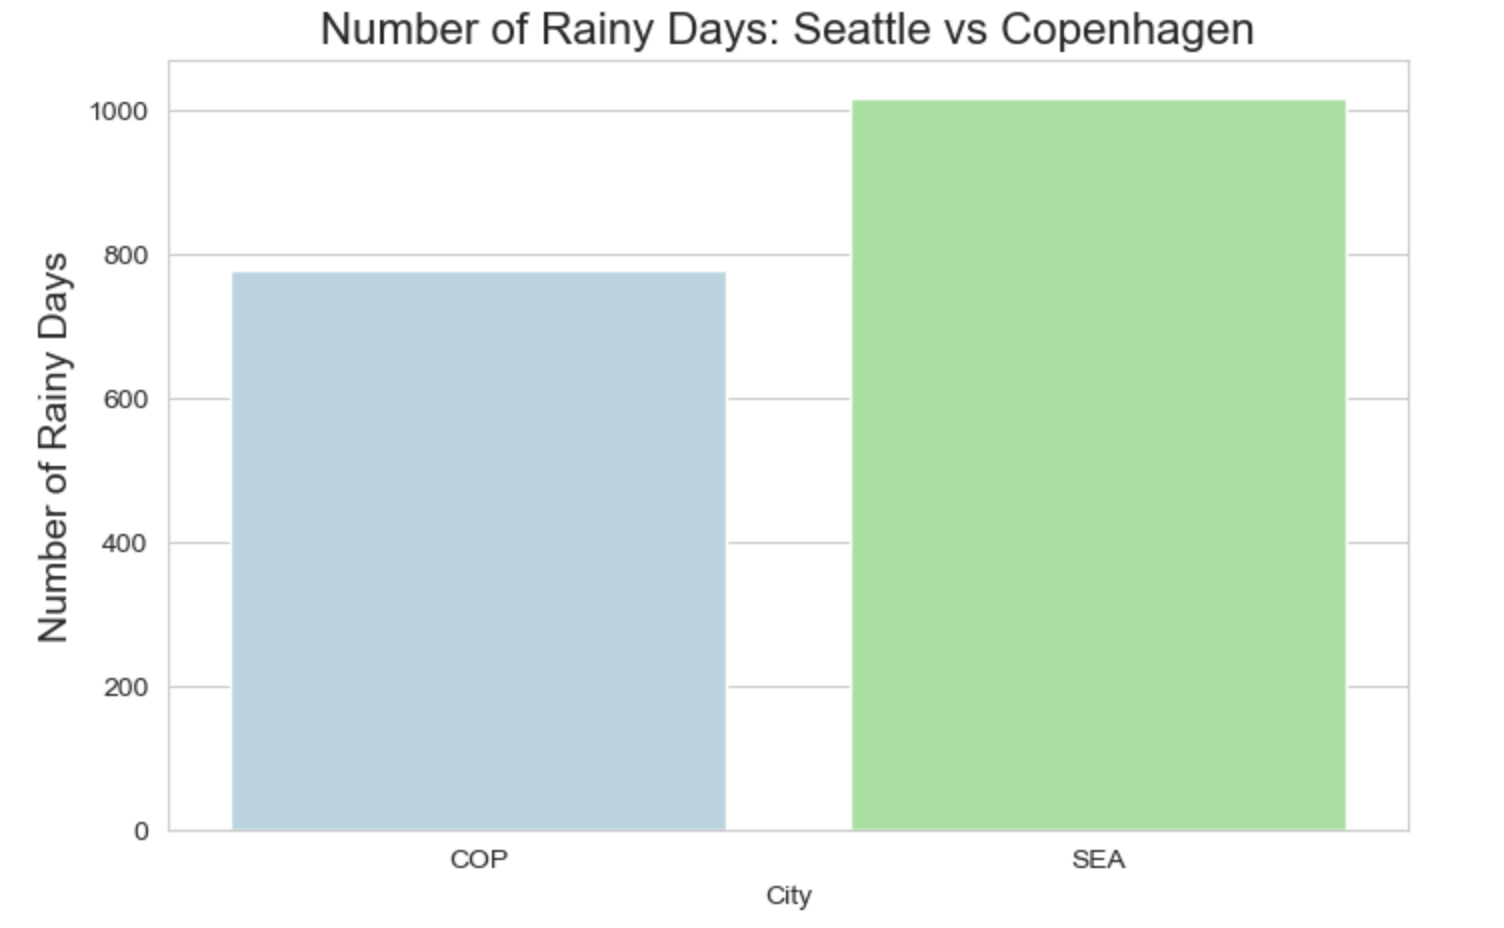 Number of Rainy Days: Seattle vs Copenhagen
Number of Rainy Days
1000
800
600
400
200
0
COP
SEA
City